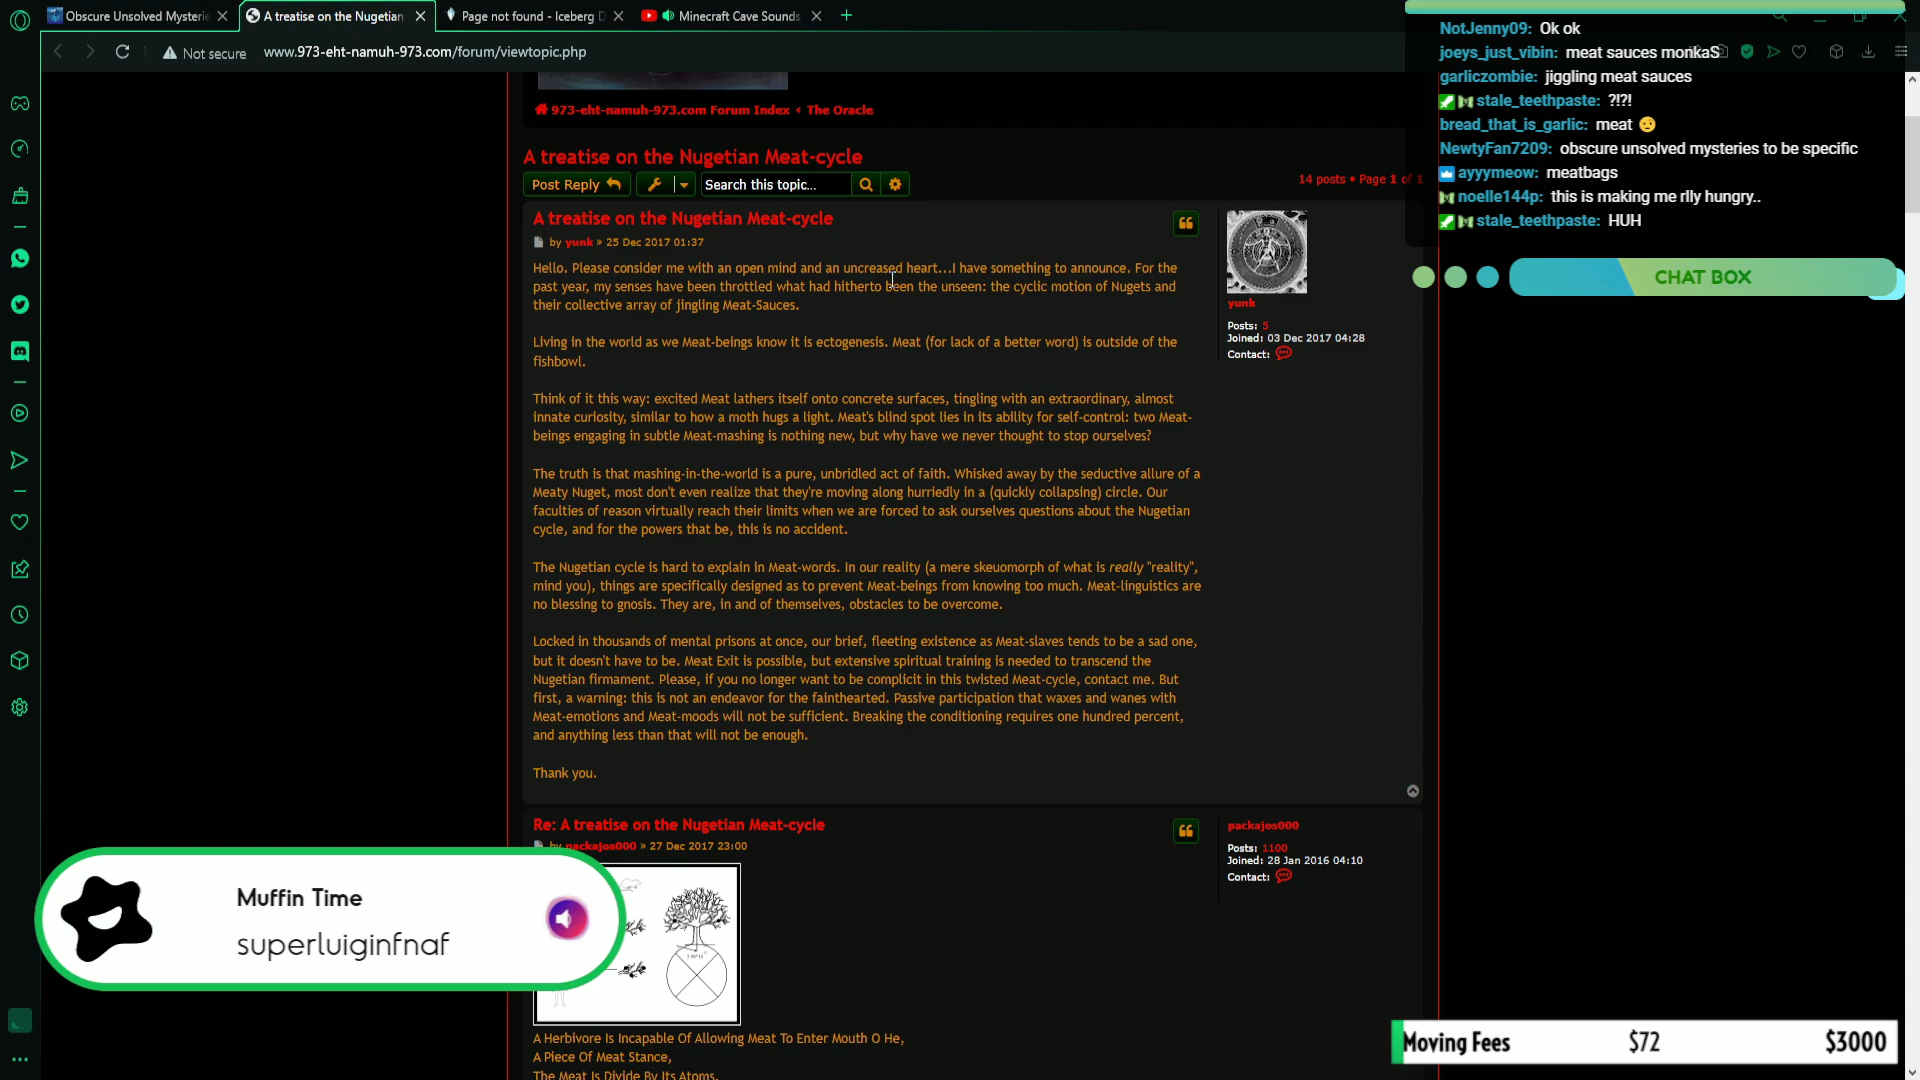 Obscure Unsolved Mysterie
A treatise on the Nugetian
Page not found - Iceberg D
Minecraft Cave Sounds
Not secure
www.973-eht-namuh-973.com/forum/viewtopic.php
973-eht-namuh-973.com Forum Index ‹ The Oracle
A treatise on the Nugetian Meat-cycle
Post Reply
Search this topic...
14 posts • Page 1 of 1
A treatise on the Nugetian Meat-cycle
by yunk » 25 Dec 2017 01:37
Hello. Please consider me with an open mind and an uncreased heart...I have something to announce. For the
past year, my senses have been throttled what had hitherto been the unseen: the cyclic motion of Nugets and
their collective array of jingling Meat-Sauces.
Living in the world as we Meat-beings know it is ectogenesis. Meat (for lack of a better word) is outside of the
fishbowl.
Think of it this way: excited Meat lathers itself onto concrete surfaces, tingling with an extraordinary, almost
innate curiosity, similar to how a moth hugs a light. Meat's blind spot lies in its ability for self-control: two Meat-
beings engaging in subtle Meat-mashing is nothing new, but why have we never thought to stop ourselves?
The truth is that mashing-in-the-world is a pure, unbridled act of faith. Whisked away by the seductive allure of a
Meaty Nuget, most don't even realize that they're moving along hurriedly in a (quickly collapsing) circle. Our
faculties of reason virtually reach their limits when we are forced to ask ourselves questions about the Nugetian
cycle, and for the powers that be, this is no accident.
The Nugetian cycle is hard to explain in Meat-words. In our reality (a mere skeuomorph of what is really "reality",
mind you), things are specifically designed as to prevent Meat-beings from knowing too much. Meat-linguistics are
no blessing to gnosis. They are, in and of themselves, obstacles to be overcome.
Locked in thousands of mental prisons at once, our brief, fleeting existence as Meat-slaves tends to be a sad one,
but it doesn't have to be. Meat Exit is possible, but extensive spiritual training is needed to transcend the
Nugetian firmament. Please, if you no longer want to be complicit in this twisted Meat-cycle, contact me. But
first, a warning: this is not an endeavor for the fainthearted. Passive participation that waxes and wanes with
Meat-emotions and Meat-moods will not be sufficient. Breaking the conditioning requires one hundred percent,
and anything less than that will not be enough.
Thank you.
yunk
Posts: 5
Joined: 03 Dec 2017 04:28
Contact:
Re: A treatise on the Nugetian Meat-cycle
by packajos000 » 27 Dec 2017 23:00
packajos000
Posts: 1100
Joined: 28 Jan 2016 04:10
Contact:
A Herbivore Is Incapable Of Allowing Meat To Enter Mouth O He,
A Piece Of Meat Stance,
The Meat Is Divide By Its Atoms,
NotJenny09: Ok ok
joeys_just_vibin: meat sauces monkaS
garliczombie: jiggling meat sauces
stale_teethpaste: ?!?!
bread_that_is_garlic: meat
NewtyFan7209: obscure unsolved mysteries to be specific
ayyymeow: meatbags
noelle144p: this is making me rlly hungry..
stale_teethpaste: HUH
CHAT BOX
Muffin Time
superluiginfnaf
Moving Fees $72 $3000